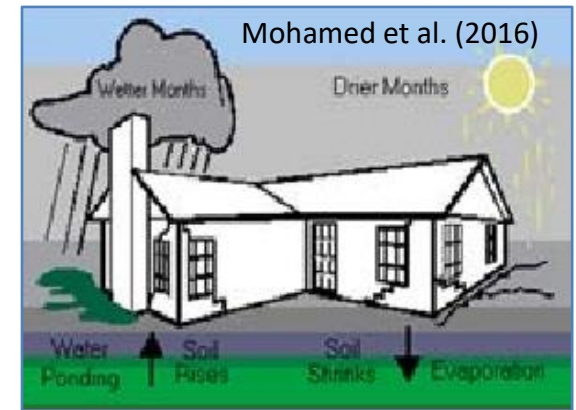 Mohamed et al. (2016)
Wetter Months
Drier Months
Water Ponding
Soil Rises
Soil Shrinks
Evaporation